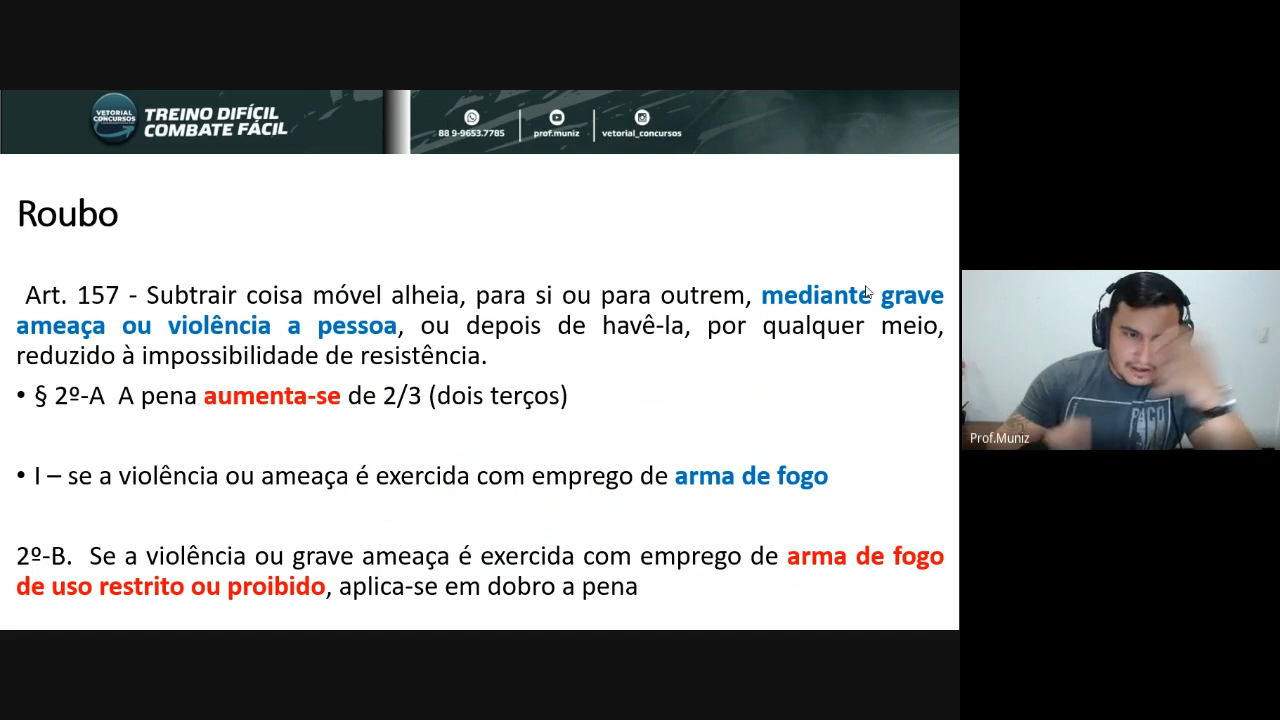 VETORIAL
CONCURSOS
TREINO DIFÍCIL
COMBATE FÁCIL
88 9-9653.7785
prof.muniz
vetorial_concursos
Roubo
Art. 157 - Subtrair coisa móvel alheia, para si ou para outrem, mediante grave
ameaça ou violência a pessoa, ou depois de havê-la, por qualquer meio,
reduzido à impossibilidade de resistência.
• § 2º-A A pena aumenta-se de 2/3 (dois terços)
• I – se a violência ou ameaça é exercida com emprego de arma de fogo
2º-B. Se a violência ou grave ameaça é exercida com emprego de arma de fogo
de uso restrito ou proibido, aplica-se em dobro a pena
PACO
Prof.Muniz